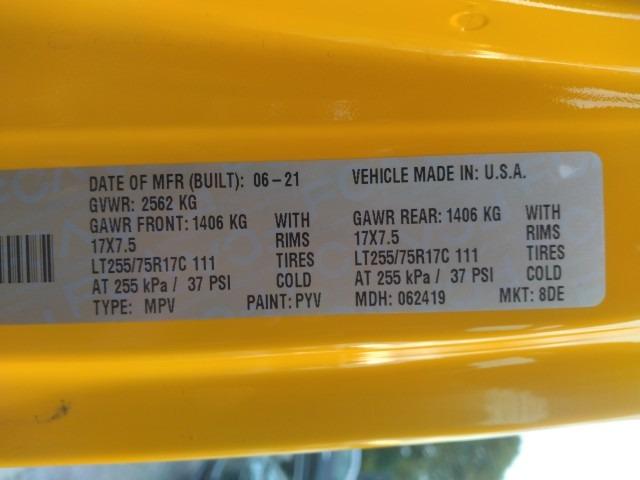 DATE OF MFR (BUILT): 06-21 VEHICLE MADE IN: U.S.A.
GVWR: 2562 KG
GAWR FRONT: 1406 KG WITH GAWR REAR: 1406 KG WITH
17X7.5 RIMS 17X7.5 RIMS
LT255/75R17C 111 TIRES LT255/75R17C 111 TIRES
AT 255 kPa / 37 PSI COLD AT 255 kPa / 37 PSI COLD
TYPE: MPV PAINT: PYV MDH: 062419 MKT: 8DE